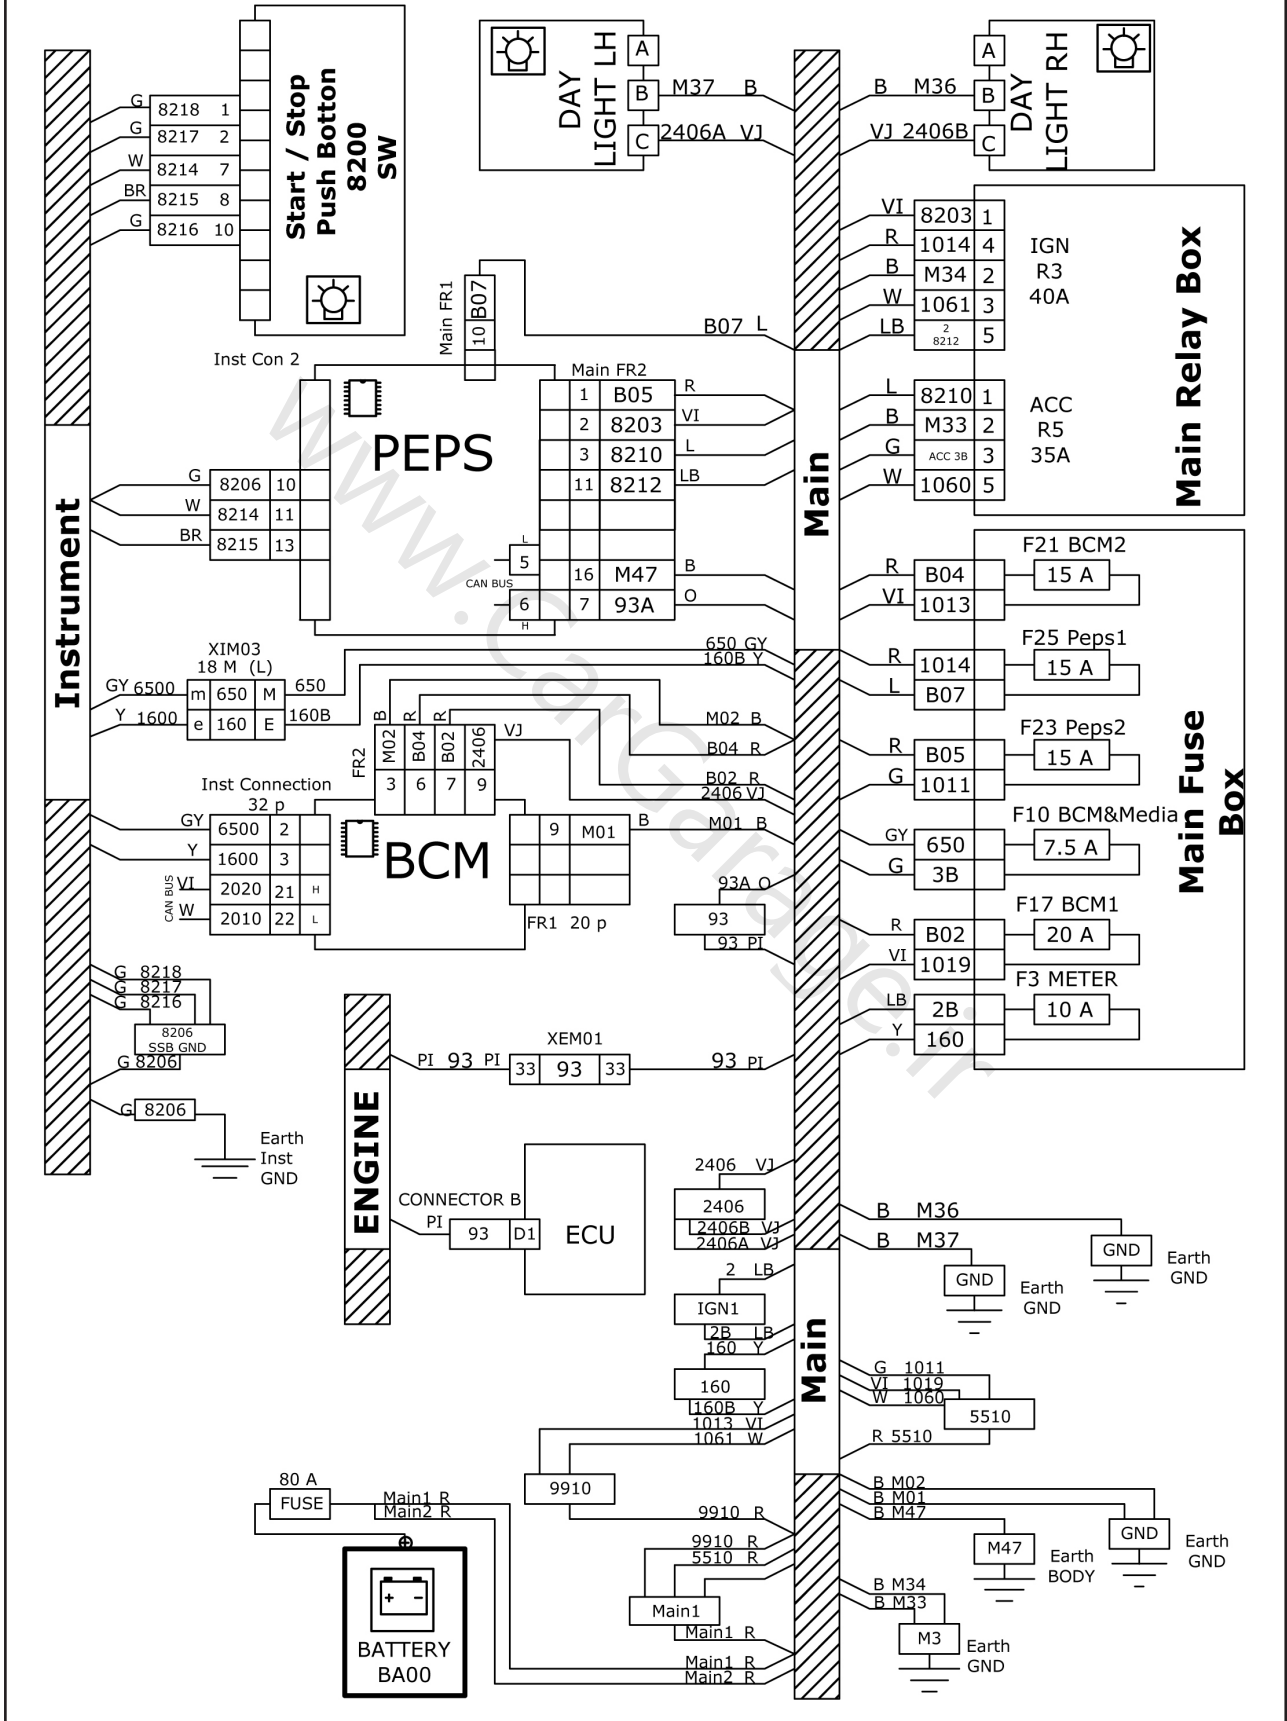 Start / Stop
Push Botton
8200
SW
G 8218 1
G 8217 2
W 8214 7
BR 8215 8
G 8216 10
DAY
LIGHT LH
A
B M37 B
C 2406A VJ
DAY
LIGHT RH
A
B M36 B
VJ 2406B C
Main Relay Box
VI 8203 1
R 1014 4
B M34 2
W 1061 3
LB 2 8212 5
IGN
R3
40A
L 8210 1
B M33 2
G ACC 3B 3
W 1060 5
ACC
R5
35A
Main FR1
10 B07
B07 L
Inst Con 2
PEPS
Main FR2
1 B05 R
2 8203 VI
3 8210 L
11 8212 LB
L
5
CAN BUS
6
H
16 M47 B
7 93A O
G 8206 10
W 8214 11
BR 8215 13
Instrument
Main
Main Fuse
Box
F21 BCM2
R B04 15 A
VI 1013
F25 Peps1
R 1014 15 A
L B07
F23 Peps2
R B05 15 A
G 1011
F10 BCM&Media
GY 650 7.5 A
G 3B
F17 BCM1
R B02 20 A
VI 1019
F3 METER
LB 2B 10 A
Y 160
XIM03
18 M (L)
GY 6500 m 650 M 650
Y 1600 e 160 E 160B
650 GY
160B Y
FR2
B R R
M02 B04 B02 2406 VJ
3 6 7 9
M02 B
B04 R
B02 R
2406 VJ
M01 B
Inst Connection
32 p
GY 6500 2
Y 1600 3
CAN BUS
VI 2020 21 H
W 2010 22 L
BCM
9 M01 B
FR1 20 p
93A O
93
93 PI
G 8218
G 8217
G 8216
8206
SSB GND
G 8206
G 8206
Earth
Inst
GND
ENGINE
XEM01
PI 93 PI 33 93 33 93 PI
CONNECTOR B
PI 93 D1
ECU
2406 VJ
2406
2406B VJ
2406A VJ
2 LB
IGN1
2B LB
160 Y
160
160B Y
1013 VI
1061 W
9910
9910 R
9910 R
5510 R
Main1
Main1 R
Main1 R
Main2 R
Main
B M36
B M37
GND
Earth
GND
GND
Earth
GND
G 1011
VI 1019
W 1060
5510
R 5510
B M02
B M01
B M47
GND
Earth
GND
M47
Earth
BODY
B M34
B M33
M3
Earth
GND
80 A
FUSE
Main1 R
Main2 R
+ -
BATTERY
BA00
www.CarGarage.ir